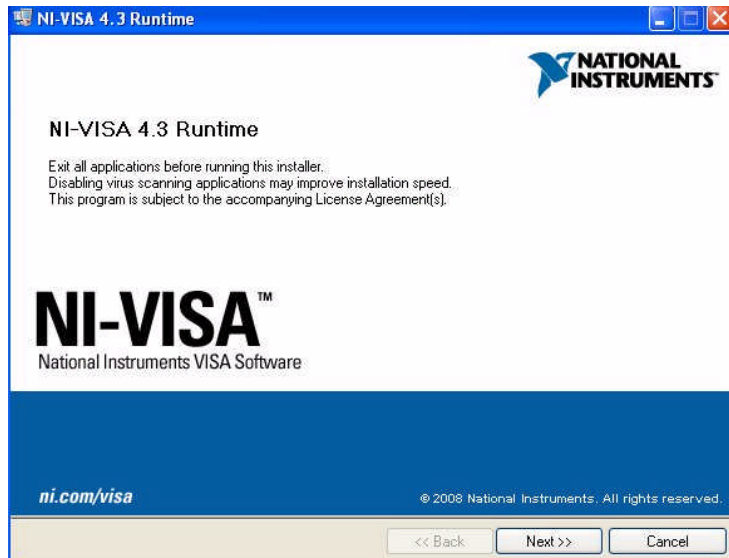 NI-VISA 4.3 Runtime
NATIONAL
INSTRUMENTS™
NI-VISA 4.3 Runtime
Exit all applications before running this installer.
Disabling virus scanning applications may improve installation speed.
This program is subject to the accompanying License Agreement(s).
NI-VISA™
National Instruments VISA Software
ni.com/visa
© 2008 National Instruments. All rights reserved.
<< Back
Next >>
Cancel